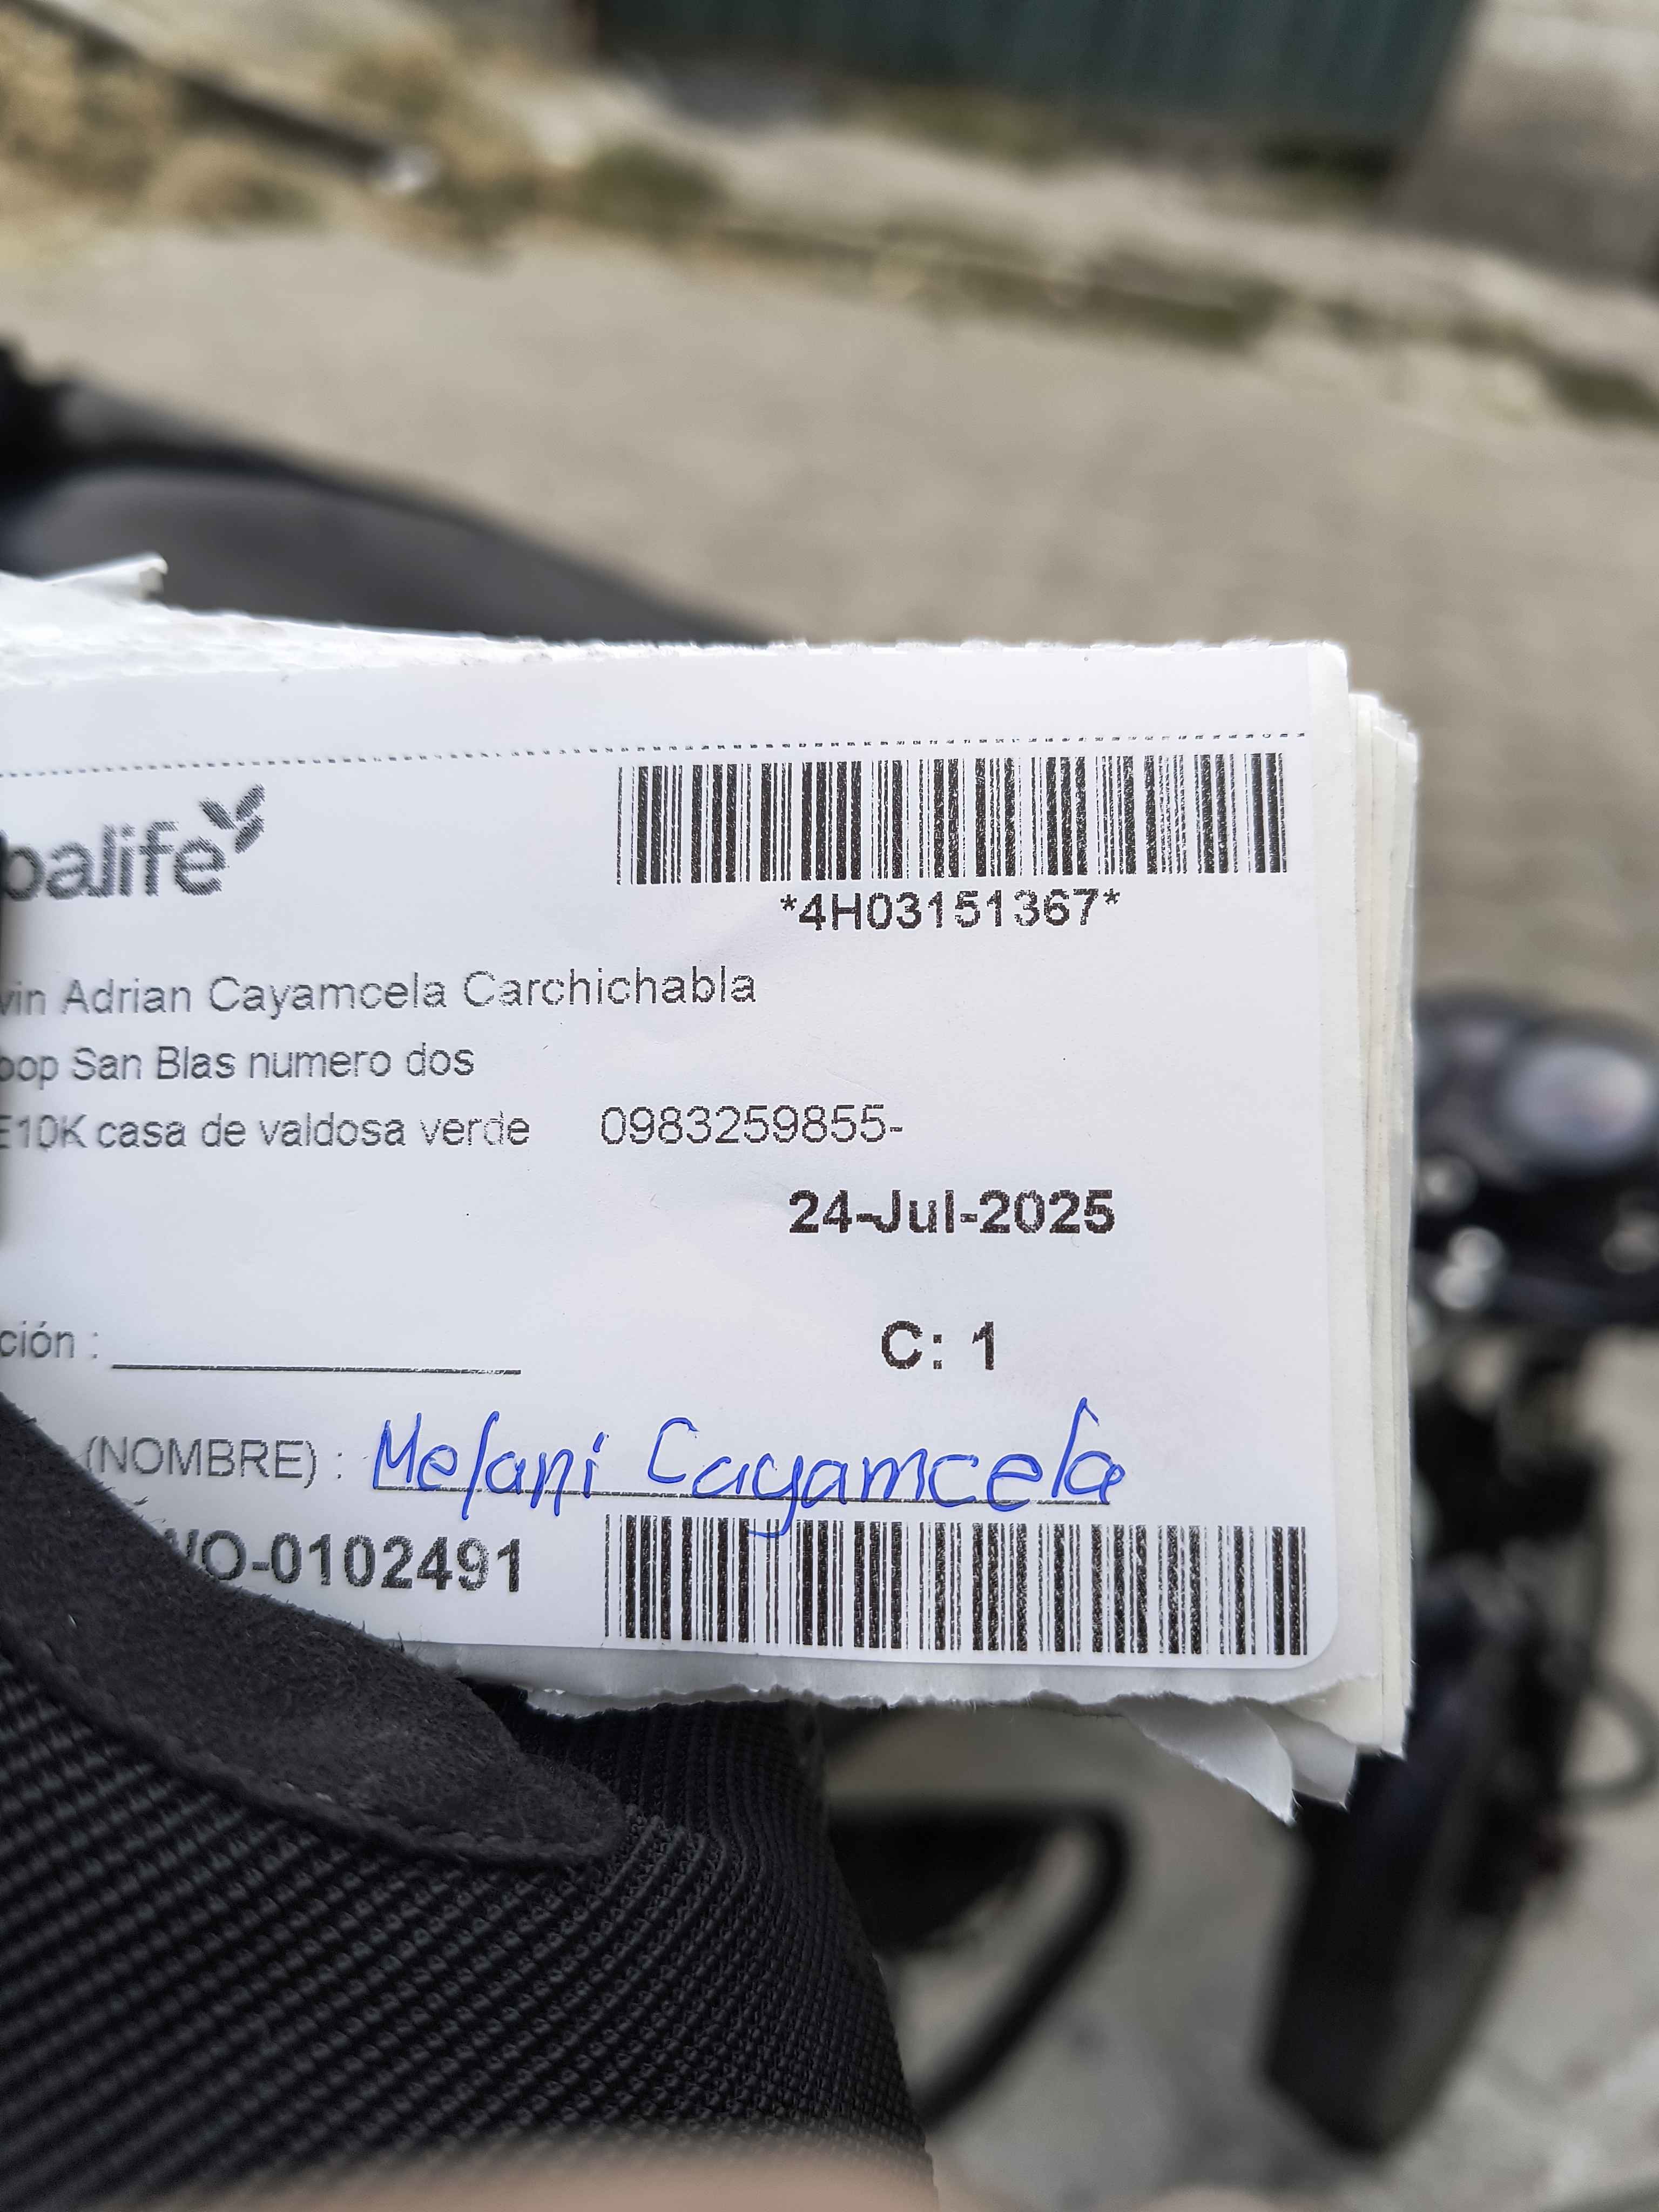 balife
*4H03151367*
vin Adrian Cayamcela Carchichabla
oop San Blas numero dos
E10K casa de valdosa verde 0983259855-
24-Jul-2025
ción : 
C: 1
(NOMBRE) : Melani Cayamcela
WO-0102491